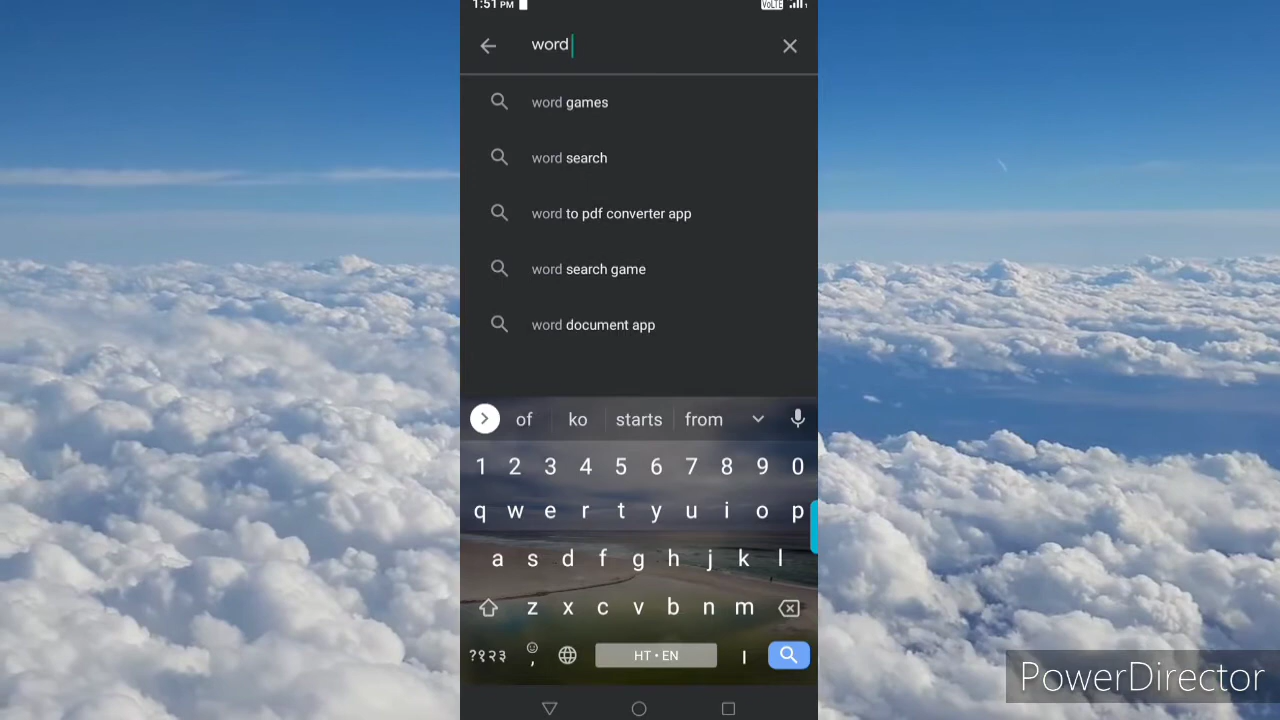 1:51 PM
VoLTE
word
word games
word search
word to pdf converter app
word search game
word document app
of ko starts from
1 2 3 4 5 6 7 8 9 0
q w e r t y u i o p
a s d f g h j k l
z x c v b n m
?१२३ , HT • EN ।
PowerDirector